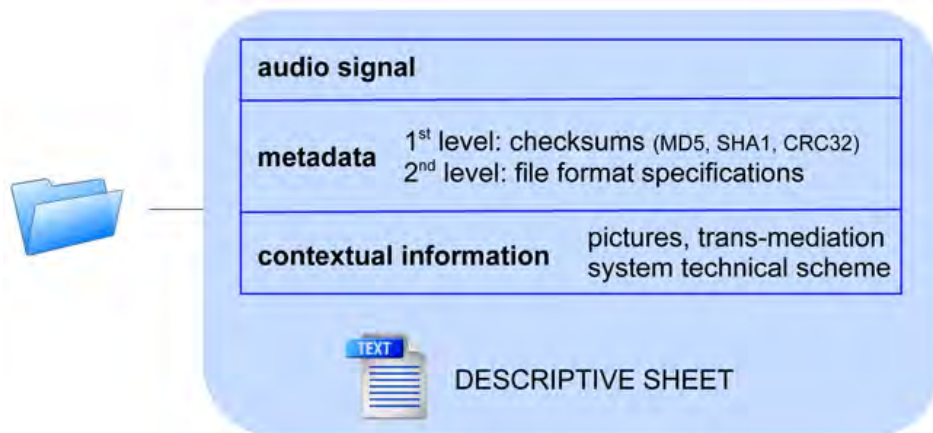 audio signal
metadata
1st level: checksums (MD5, SHA1, CRC32)
2nd level: file format specifications
contextual information
pictures, trans-mediation
system technical scheme
TEXT
DESCRIPTIVE SHEET